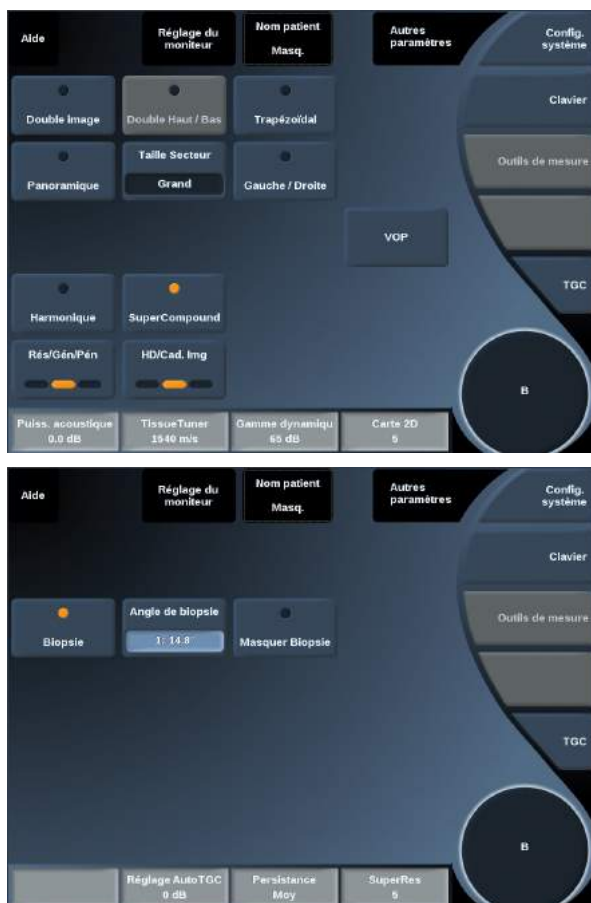 Aide
Réglage du
moniteur
Nom patient
Masq.
Autres
paramètres
Config.
système
Double image
Double Haut / Bas
Trapézoïdal
Clavier
Panoramique
Taille Secteur
Grand
Gauche / Droite
Outils de mesure
VOP
TGC
Harmonique
SuperCompound
Rés/Gén/Pén
HD/Cad. Img
B
Puiss. acoustique
0.0 dB
TissueTuner
1540 m/s
Gamme dynamiqu
65 dB
Carte 2D
5
Aide
Réglage du
moniteur
Nom patient
Masq.
Autres
paramètres
Config.
système
Clavier
Biopsie
Angle de biopsie
1: 14.8°
Masquer Biopsie
Outils de mesure
TGC
B
Réglage AutoTGC
0 dB
Persistance
Moy
SuperRes
5